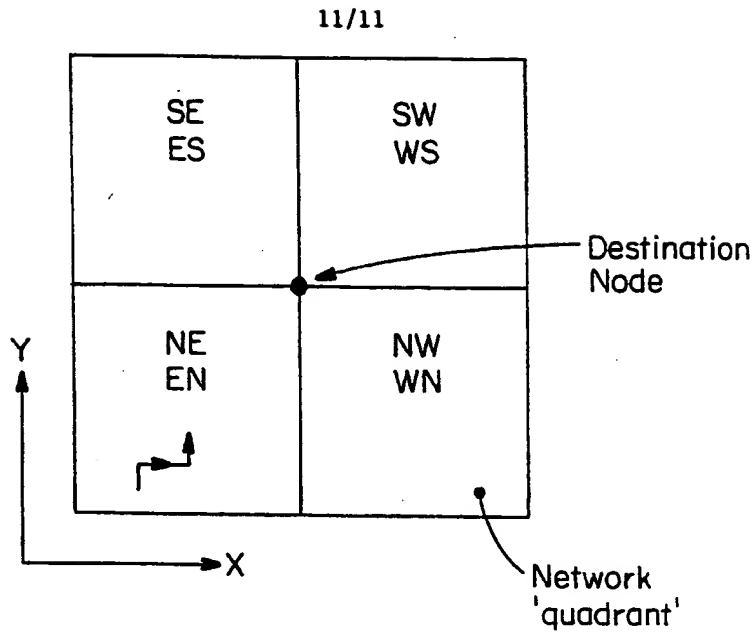 11/11
SE
ES
SW
WS
Destination
Node
NE
EN
NW
WN
Y
X
Network
'quadrant'